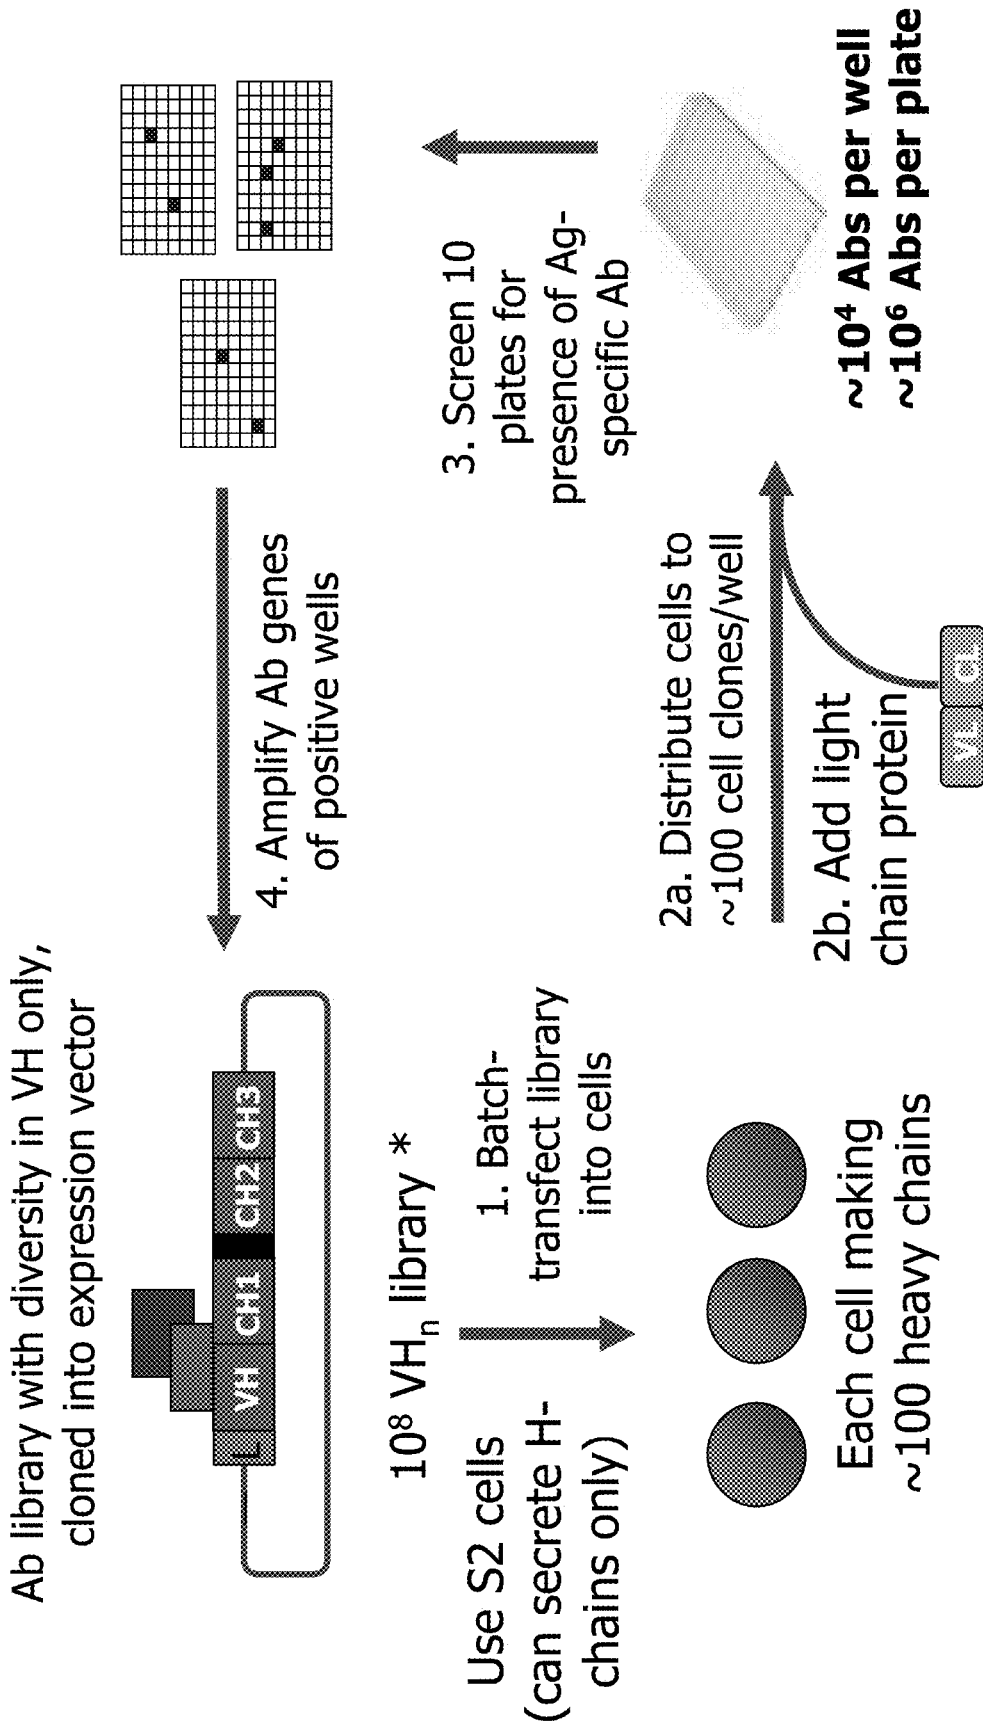 Ab library with diversity in VH only,
cloned into expression vector
L VH CH1 CH2 CH3
10⁸ VHₙ library *
Use S2 cells
(can secrete H-
chains only)
1. Batch-
transfect library
into cells
Each cell making
~100 heavy chains
2a. Distribute cells to
~100 cell clones/well
2b. Add light
chain protein
VL CL
~10⁴ Abs per well
~10⁶ Abs per plate
3. Screen 10
plates for
presence of Ag-
specific Ab
4. Amplify Ab genes
of positive wells